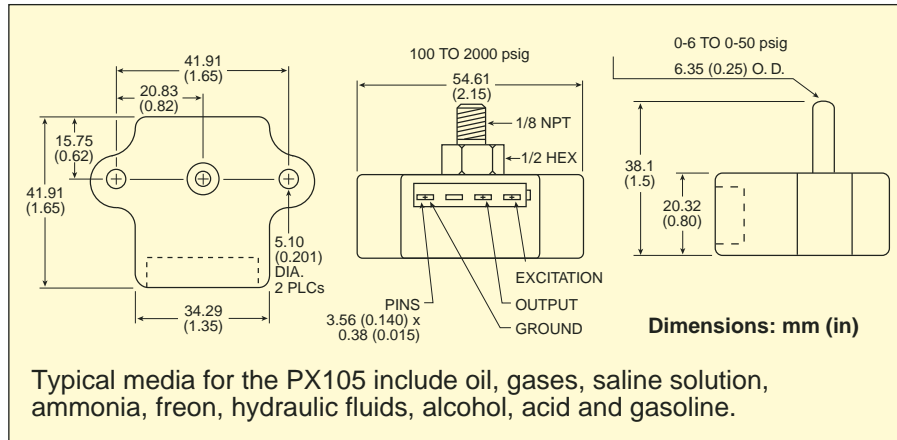 41.91
(1.65)
20.83
(0.82)
15.75
(0.62)
41.91
(1.65)
5.10
(0.201)
DIA.
2 PLCs
34.29
(1.35)
100 TO 2000 psig
54.61
(2.15)
1/8 NPT
1/2 HEX
EXCITATION
OUTPUT
GROUND
PINS
3.56 (0.140) x
0.38 (0.015)
0-6 TO 0-50 psig
6.35 (0.25) O. D.
38.1
(1.5)
20.32
(0.80)
Dimensions: mm (in)
Typical media for the PX105 include oil, gases, saline solution,
ammonia, freon, hydraulic fluids, alcohol, acid and gasoline.